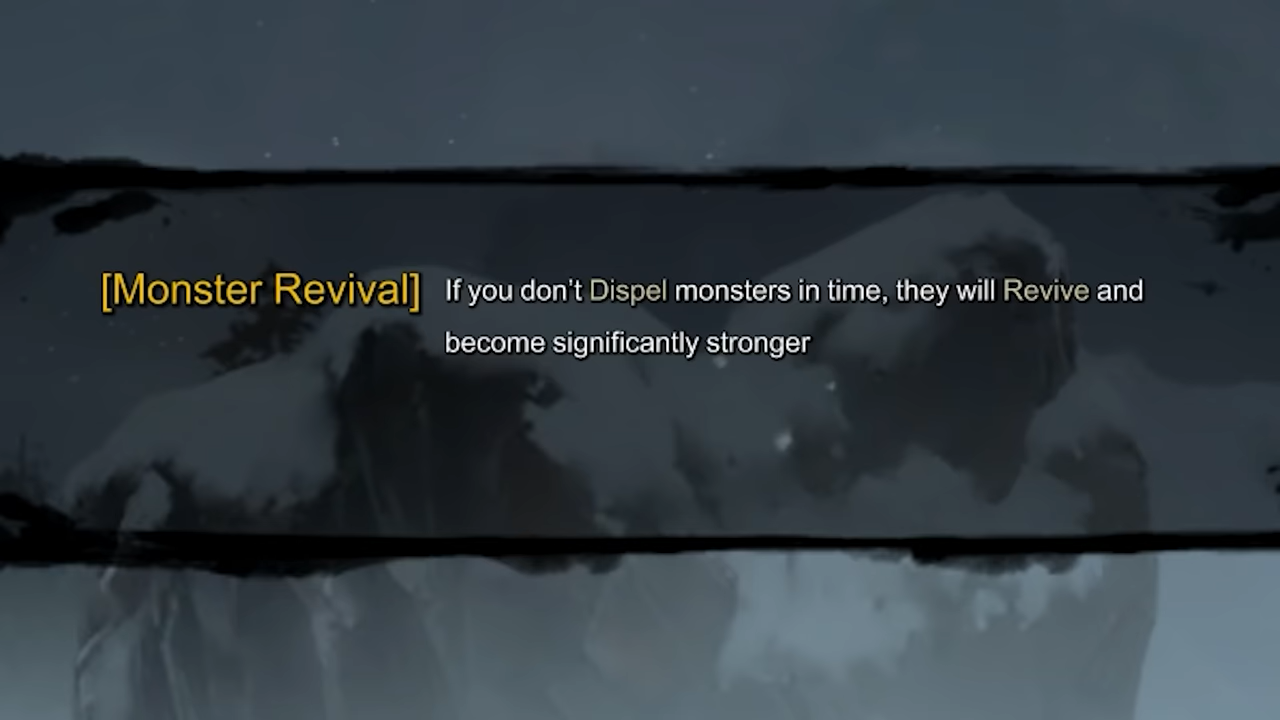 [Monster Revival] If you don't Dispel monsters in time, they will Revive and
become significantly stronger